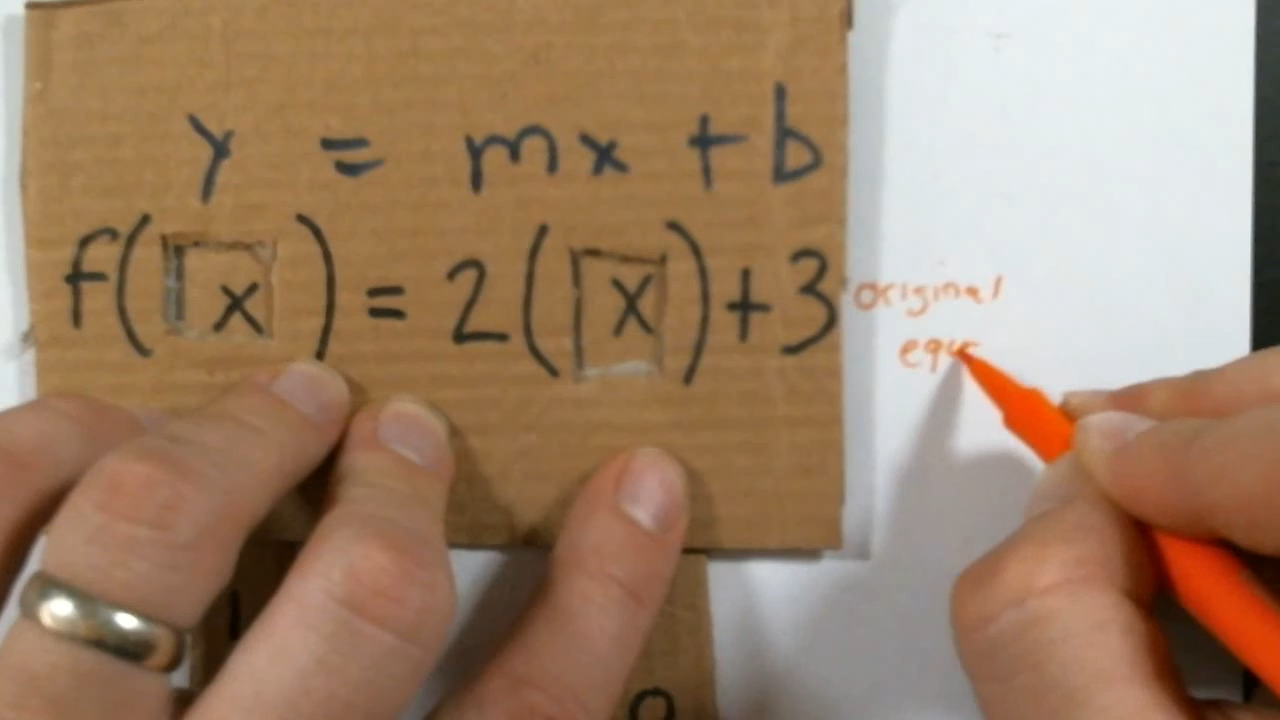 y = mx + b
f( x ) = 2( x ) + 3
original
equ